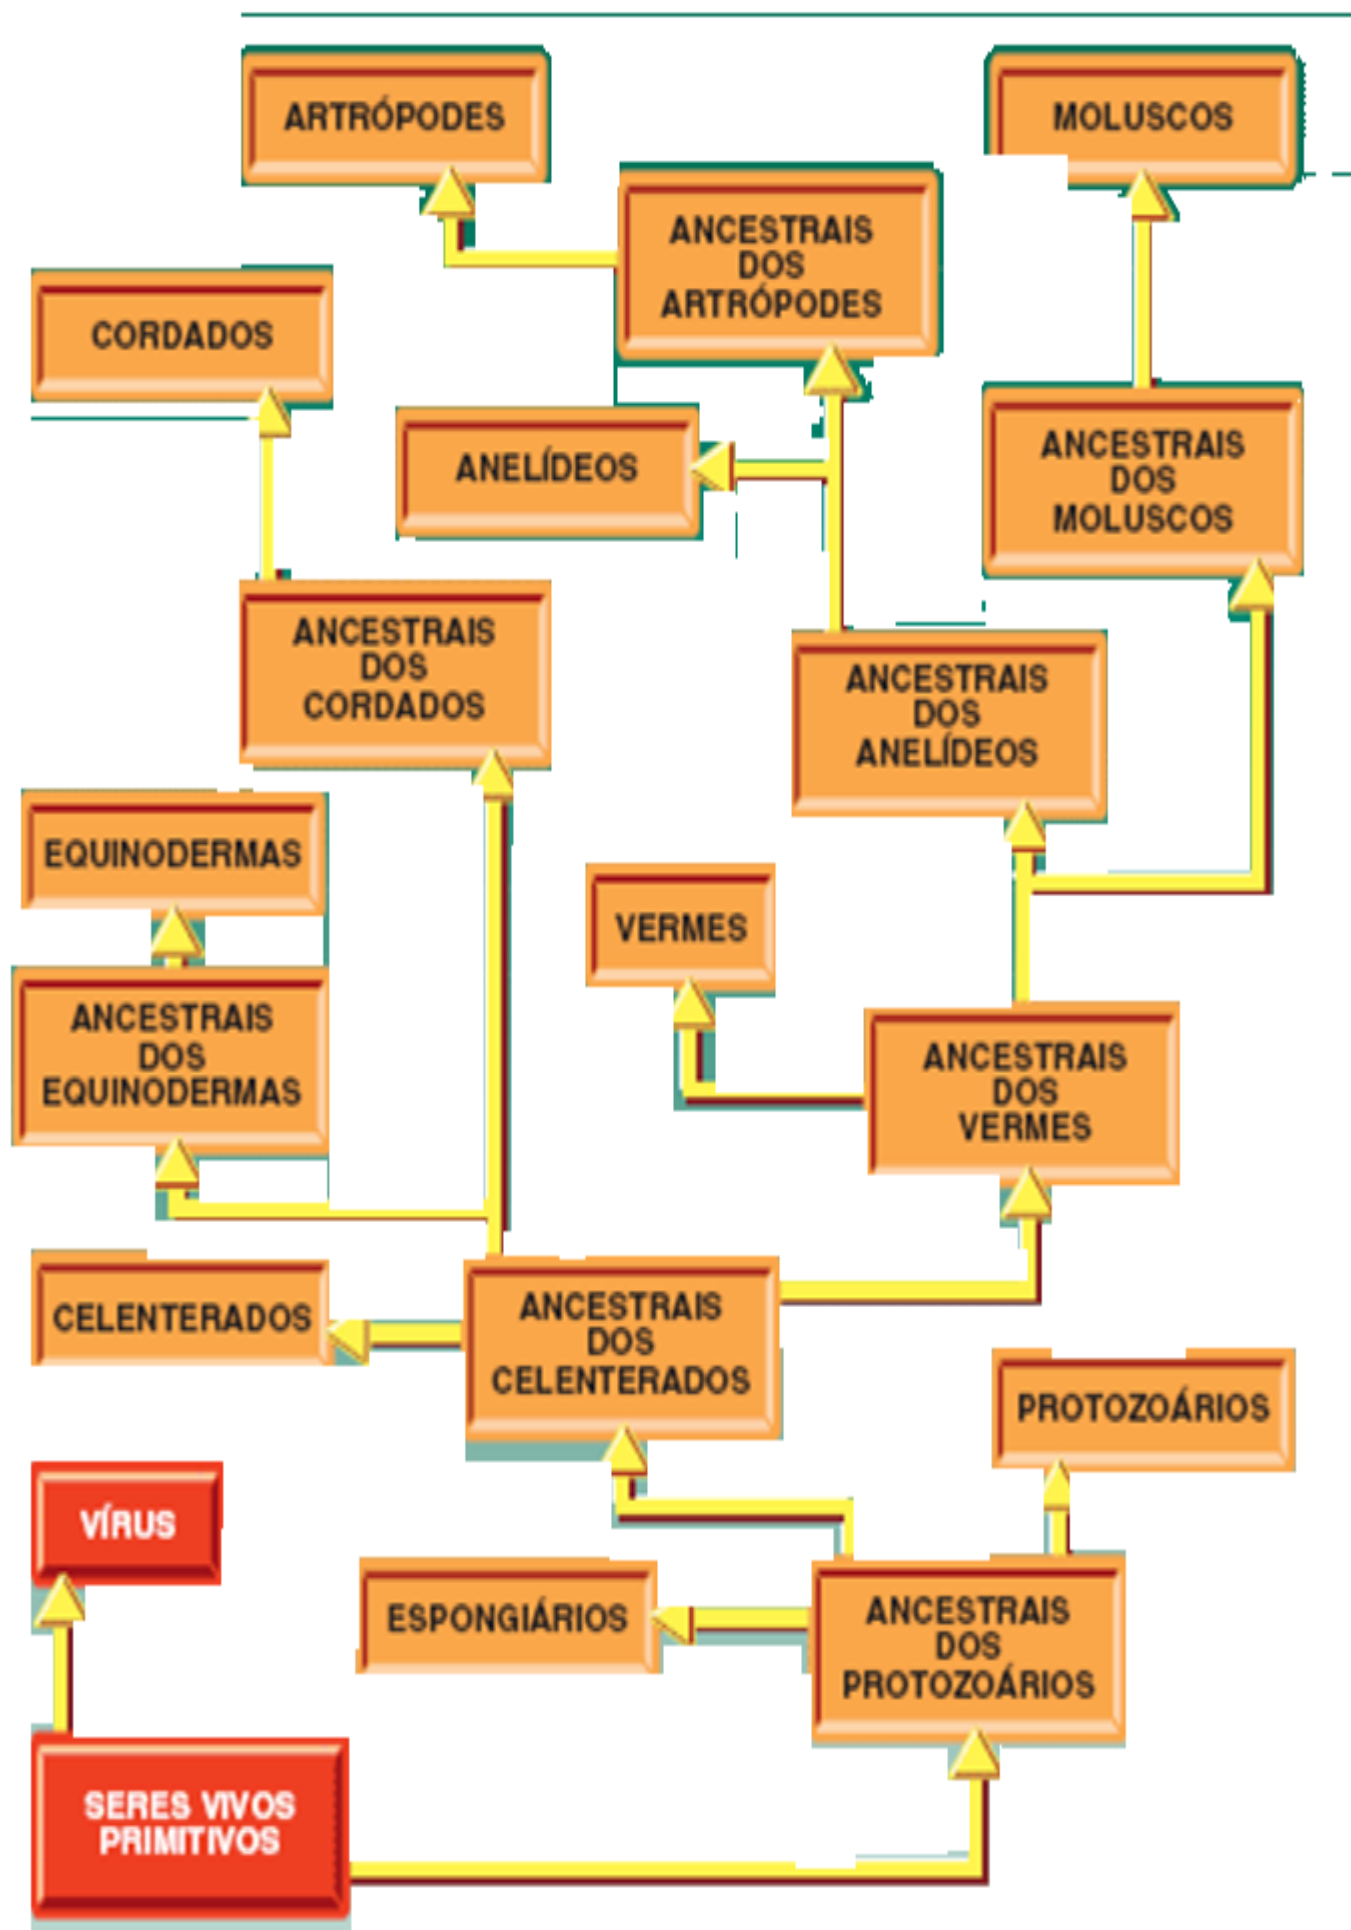 ARTRÓPODES
MOLUSCOS
ANCESTRAIS
DOS
ARTRÓPODES
CORDADOS
ANELÍDEOS
ANCESTRAIS
DOS
MOLUSCOS
ANCESTRAIS
DOS
CORDADOS
ANCESTRAIS
DOS
ANELÍDEOS
EQUINODERMAS
VERMES
ANCESTRAIS
DOS
EQUINODERMAS
ANCESTRAIS
DOS
VERMES
CELENTERADOS
ANCESTRAIS
DOS
CELENTERADOS
PROTOZOÁRIOS
VÍRUS
ESPONGIÁRIOS
ANCESTRAIS
DOS
PROTOZOÁRIOS
SERES VIVOS
PRIMITIVOS